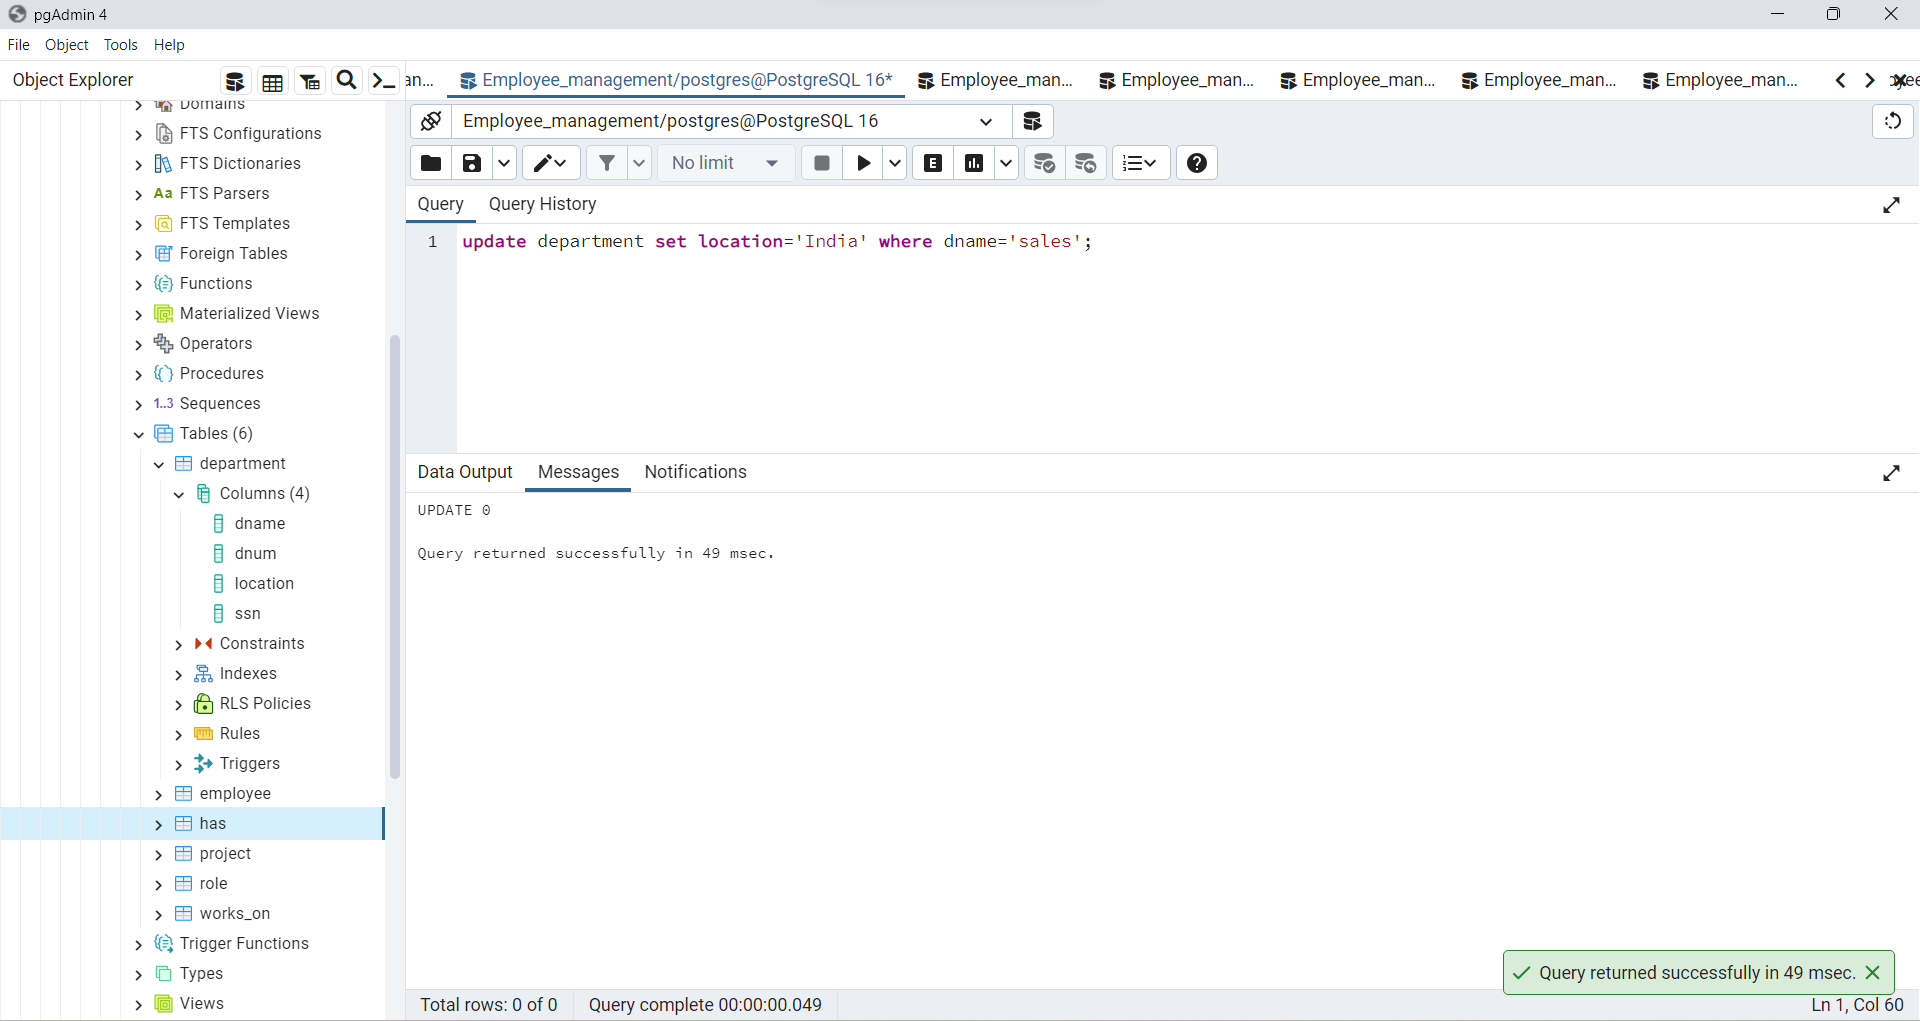 pgAdmin 4
File Object Tools Help
Object Explorer
an... Employee_management/postgres@PostgreSQL 16* Employee_man... Employee_man... Employee_man... Employee_man... Employee_man...
Employee_management/postgres@PostgreSQL 16
No limit
E
Query Query History
1 update department set location='India' where dname='sales';
Domains
FTS Configurations
FTS Dictionaries
Aa FTS Parsers
FTS Templates
Foreign Tables
Functions
Materialized Views
Operators
Procedures
1..3 Sequences
Tables (6)
department
Columns (4)
dname
dnum
location
ssn
Constraints
Indexes
RLS Policies
Rules
Triggers
employee
has
project
role
works_on
Trigger Functions
Types
Views
Data Output Messages Notifications
UPDATE 0
Query returned successfully in 49 msec.
Query returned successfully in 49 msec.
Total rows: 0 of 0 Query complete 00:00:00.049 Ln 1, Col 60